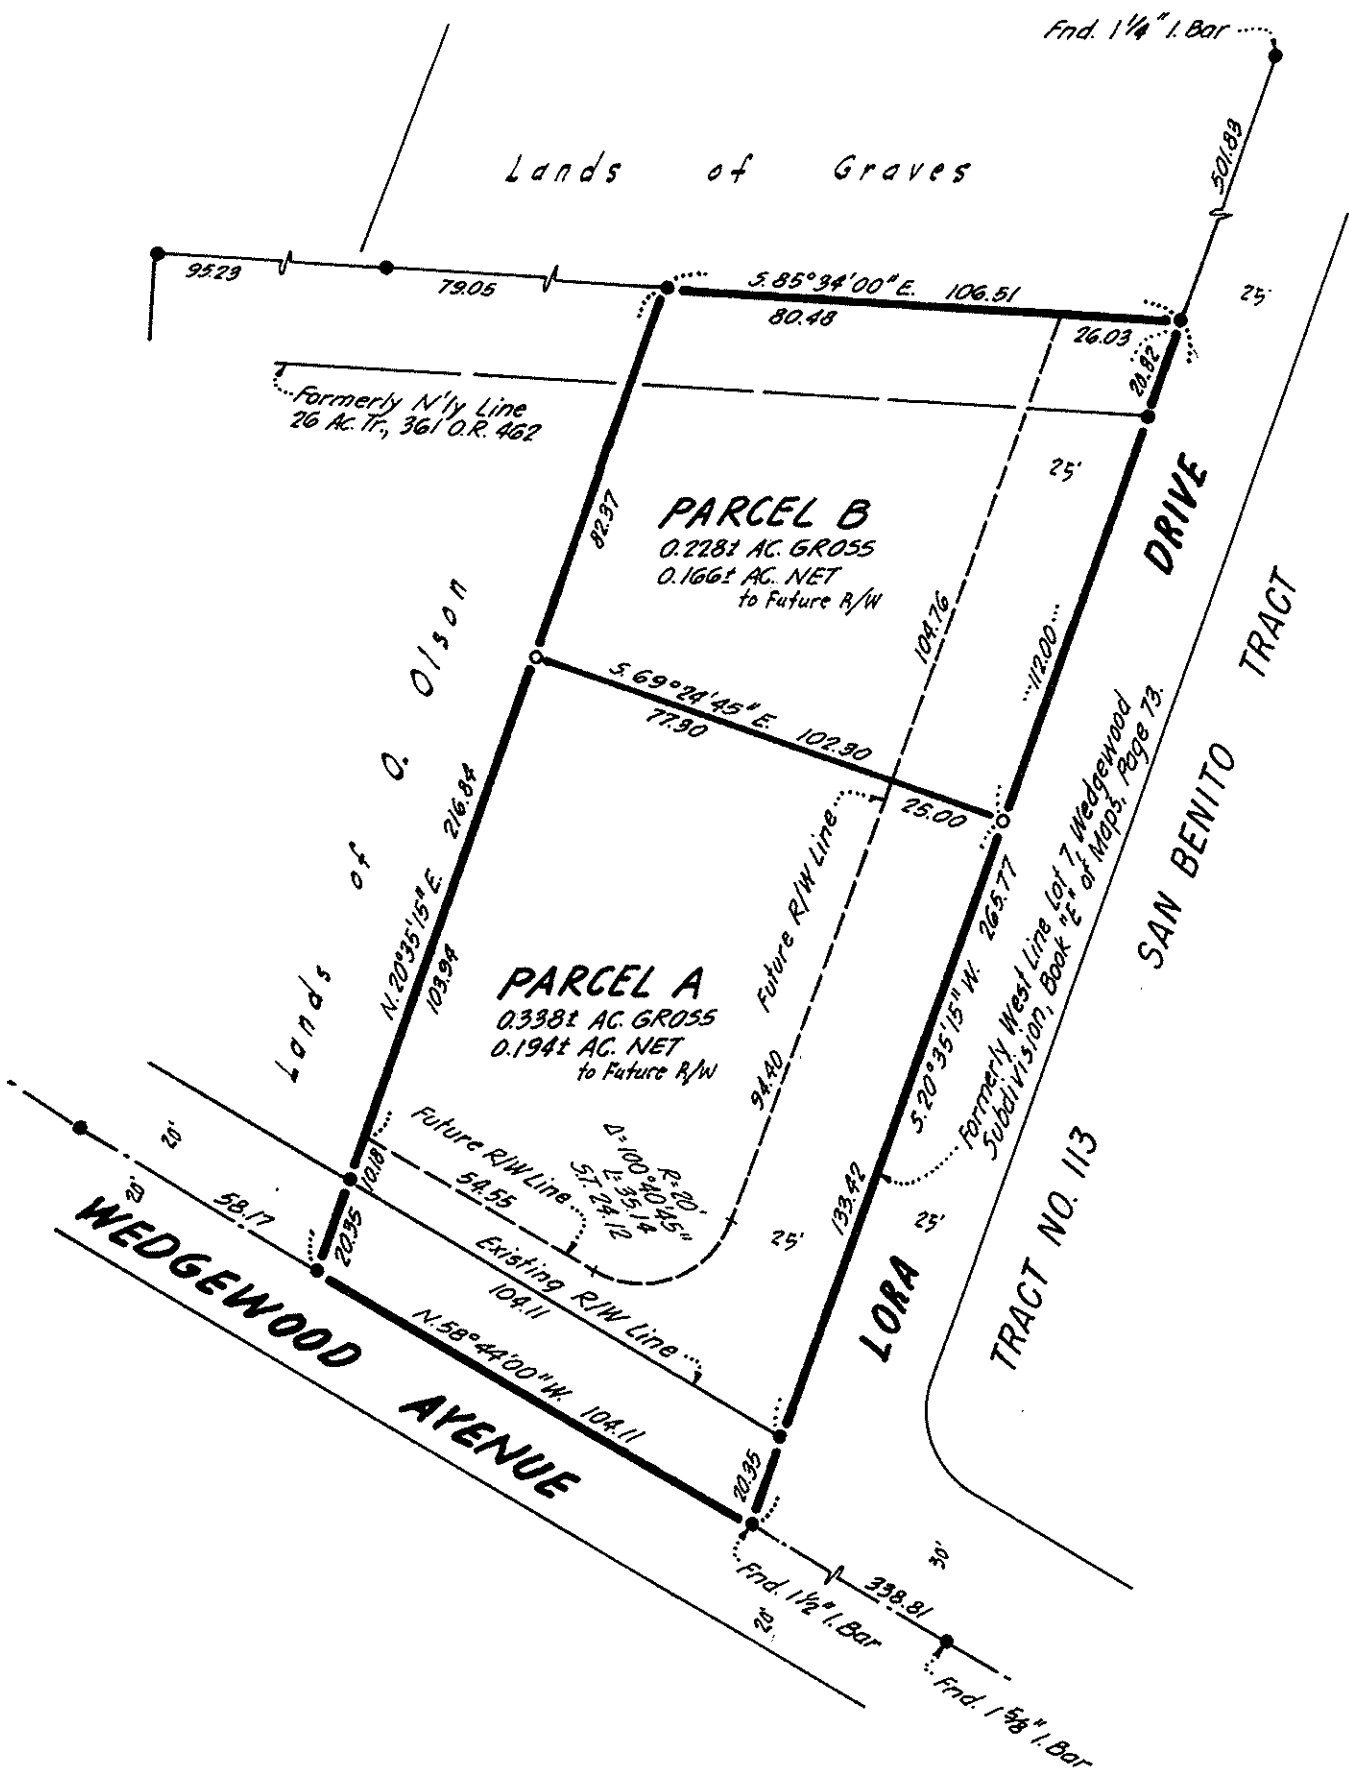 Fnd. 1 1/4" I. Bar
501.83
Lands of Graves
95.23
79.05
S. 85°34'00" E. 106.51
80.48
26.03
25'
20.82
Formerly N'ly Line
26 Ac. Tr., 361 O.R. 462
25'
82.37
PARCEL B
0.228± AC. GROSS
0.166± AC. NET
to Future R/W
104.76
112.00
DRIVE
Lands of O. Olson
S. 69°24'45" E. 102.90
77.90
25.00
Future R/W Line
N. 20°35'15" E. 216.84
103.94
PARCEL A
0.338± AC. GROSS
0.194± AC. NET
to Future R/W
94.40
S. 20°35'15" W. 265.77
133.42
Formerly West Line Lot 7, Wedgewood
Subdivision, Book "E" of Maps, Page 73.
TRACT NO. 113 SAN BENITO TRACT
Future R/W Line
54.55
R=20'
Δ=100°40'45"
L=35.14
S.T. 24.12
25'
25'
LORA
10.18
20.35
20'
20'
58.17
Existing R/W Line
104.11
N. 58°44'00" W. 104.11
WEDGEWOOD AVENUE
20.35
Fnd. 1 1/2" I. Bar
20'
30'
338.81
Fnd. 1 5/8" I. Bar